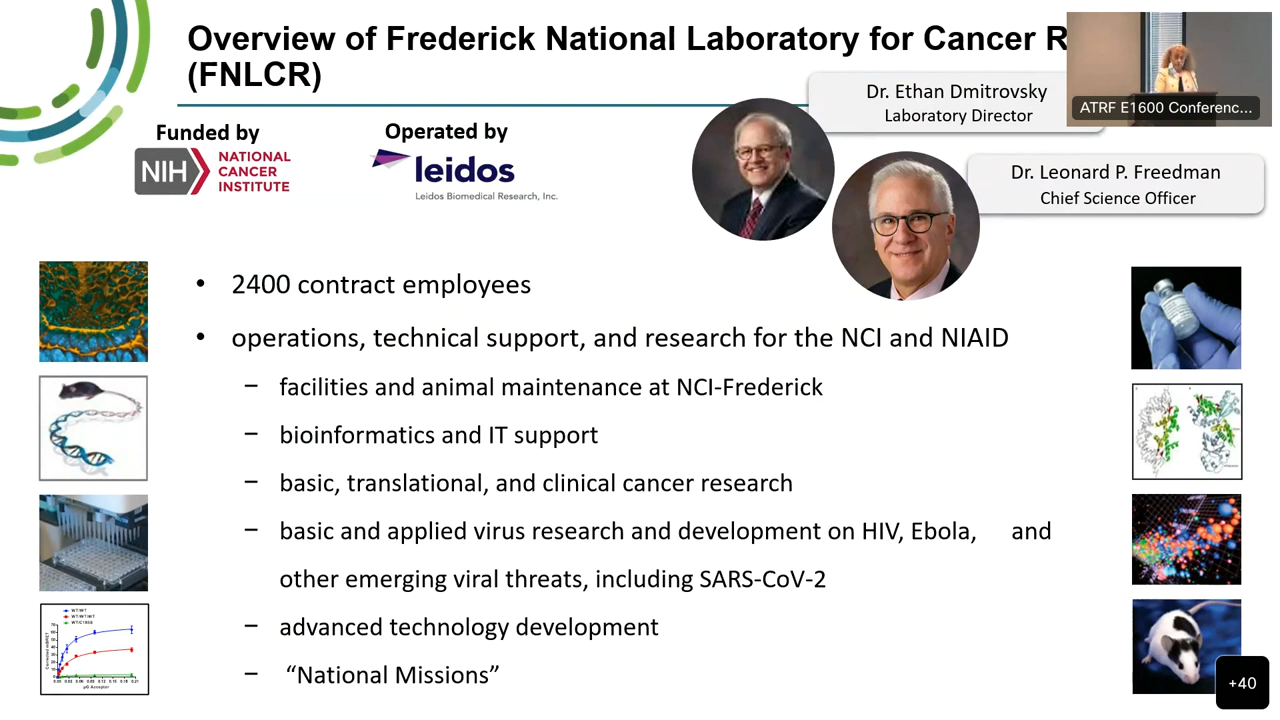 Overview of Frederick National Laboratory for Cancer R
(FNLCR)
ATRF E1600 Conferenc...
Dr. Ethan Dmitrovsky
Laboratory Director
Dr. Leonard P. Freedman
Chief Science Officer
Funded by
NIH
NATIONAL
CANCER
INSTITUTE
Operated by
leidos
Leidos Biomedical Research, Inc.
• 2400 contract employees
• operations, technical support, and research for the NCI and NIAID
– facilities and animal maintenance at NCI-Frederick
– bioinformatics and IT support
– basic, translational, and clinical cancer research
– basic and applied virus research and development on HIV, Ebola, and
other emerging viral threats, including SARS-CoV-2
– advanced technology development
– “National Missions”
µG Acceptor
+40